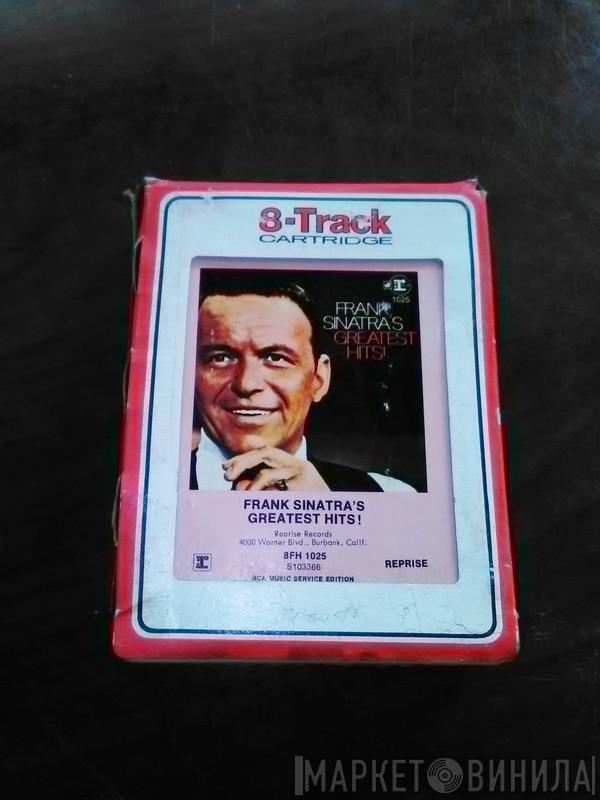 8-Track
CARTRIDGE
1025
FRANK
SINATRA'S
GREATEST
HITS!
FRANK SINATRA'S
GREATEST HITS!
Reprise Records
4000 Warner Blvd., Burbank, Calif.
8FH 1025
S103366
REPRISE
RCA MUSIC SERVICE EDITION
МАРКЕТ ВИНИЛА